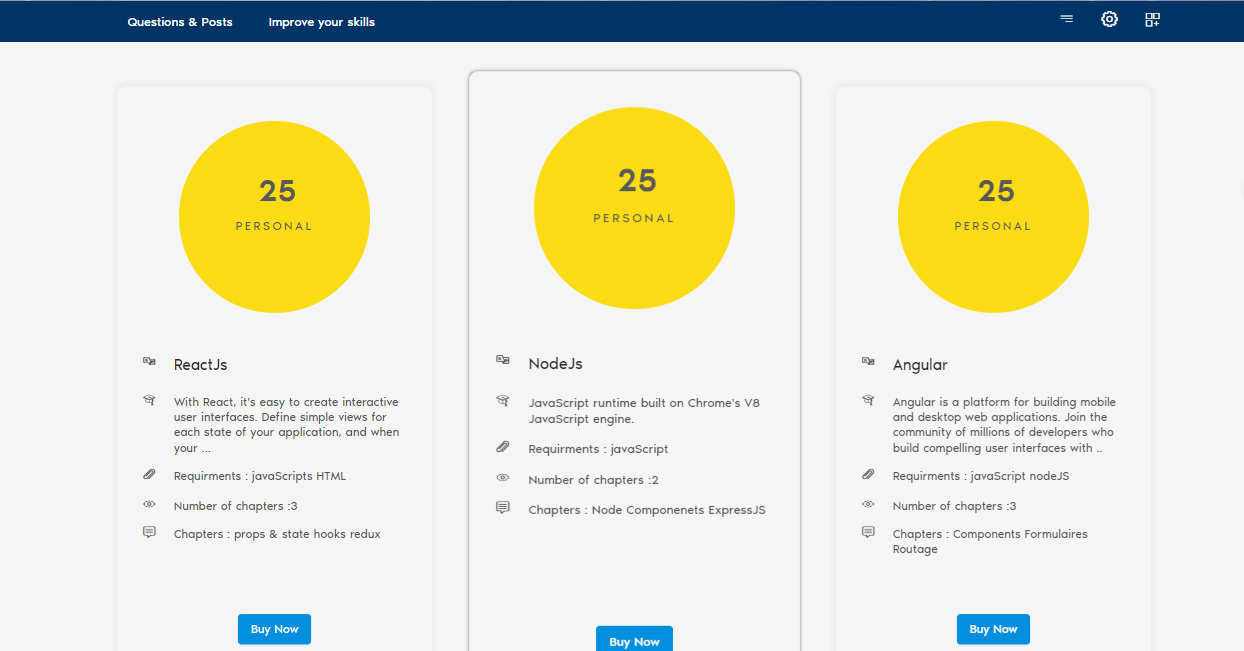 Questions & Posts
Improve your skills
25
PERSONAL
ReactJs
With React, it's easy to create interactive
user interfaces. Define simple views for
each state of your application, and when
your ...
Requirments : javaScripts HTML
Number of chapters :3
Chapters : props & state hooks redux
Buy Now
25
PERSONAL
NodeJs
JavaScript runtime built on Chrome's V8
JavaScript engine.
Requirments : javaScript
Number of chapters :2
Chapters : Node Componenets ExpressJS
Buy Now
25
PERSONAL
Angular
Angular is a platform for building mobile
and desktop web applications. Join the
community of millions of developers who
build compelling user interfaces with ..
Requirments : javaScript nodeJS
Number of chapters :3
Chapters : Components Formulaires
Routage
Buy Now